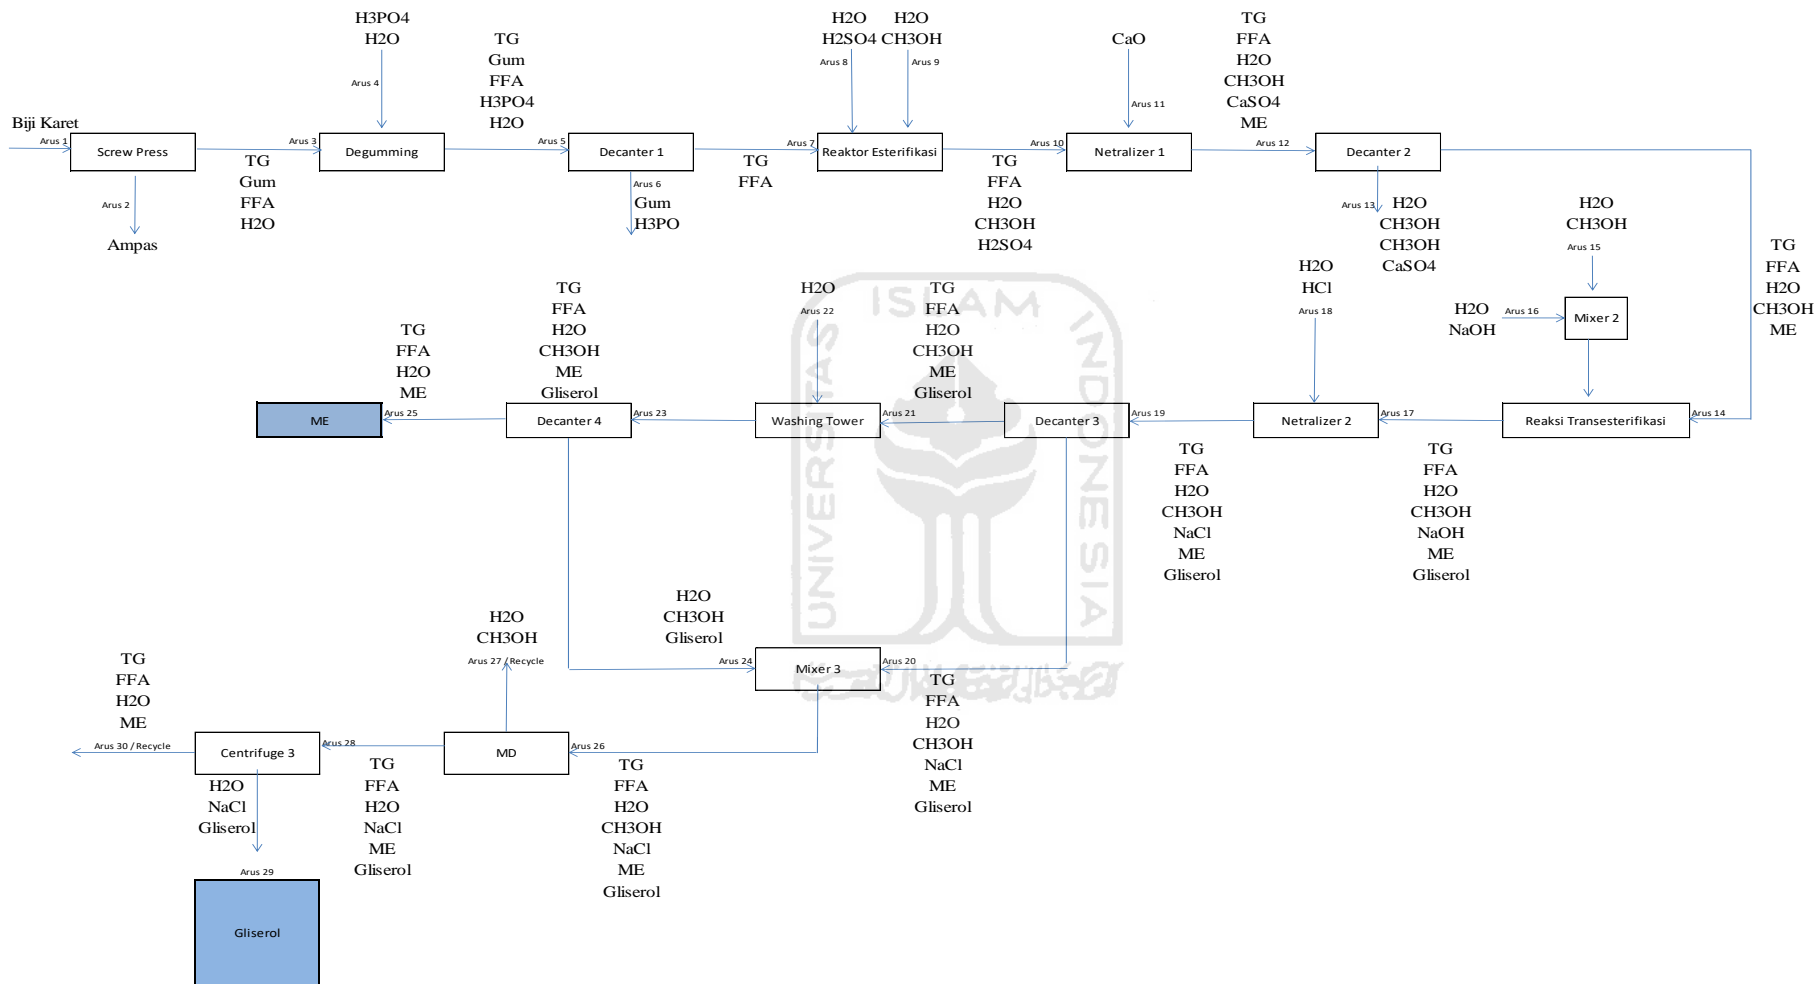 H3PO4
H2O
Arus 4
TG
Gum
FFA
H3PO4
H2O
H2O
H2SO4
Arus 8
H2O
CH3OH
Arus 9
CaO
Arus 11
TG
FFA
H2O
CH3OH
CaSO4
ME
Biji Karet
Arus 1
Screw Press
Arus 3
Degumming
Arus 5
Decanter 1
Arus 7
Reaktor Esterifikasi
Arus 10
Netralizer 1
Arus 12
Decanter 2
Arus 2
Ampas
TG
Gum
FFA
H2O
Arus 6
Gum
H3PO
TG
FFA
TG
FFA
H2O
CH3OH
H2SO4
Arus 13
H2O
CH3OH
CH3OH
CaSO4
H2O
CH3OH
Arus 15
TG
FFA
H2O
CH3OH
ME
H2O
NaOH
Arus 16
Mixer 2
H2O
HCl
Arus 18
TG
FFA
H2O
CH3OH
ME
Gliserol
H2O
Arus 22
TG
FFA
H2O
CH3OH
ME
Gliserol
TG
FFA
H2O
ME
ME
Arus 25
Decanter 4
Arus 23
Washing Tower
Arus 21
Decanter 3
Arus 19
Netralizer 2
Arus 17
Reaksi Transesterifikasi
Arus 14
TG
FFA
H2O
CH3OH
NaCl
ME
Gliserol
TG
FFA
H2O
CH3OH
NaOH
ME
Gliserol
H2O
CH3OH
Gliserol
Arus 24
Mixer 3
Arus 20
TG
FFA
H2O
CH3OH
NaCl
ME
Gliserol
H2O
CH3OH
Arus 27 / Recycle
TG
FFA
H2O
ME
Arus 30 / Recycle
Centrifuge 3
Arus 28
MD
Arus 26
H2O
NaCl
Gliserol
TG
FFA
H2O
NaCl
ME
Gliserol
TG
FFA
H2O
CH3OH
NaCl
ME
Gliserol
Arus 29
Gliserol
UNIVERSITAS
ISLAM
INDONESIA